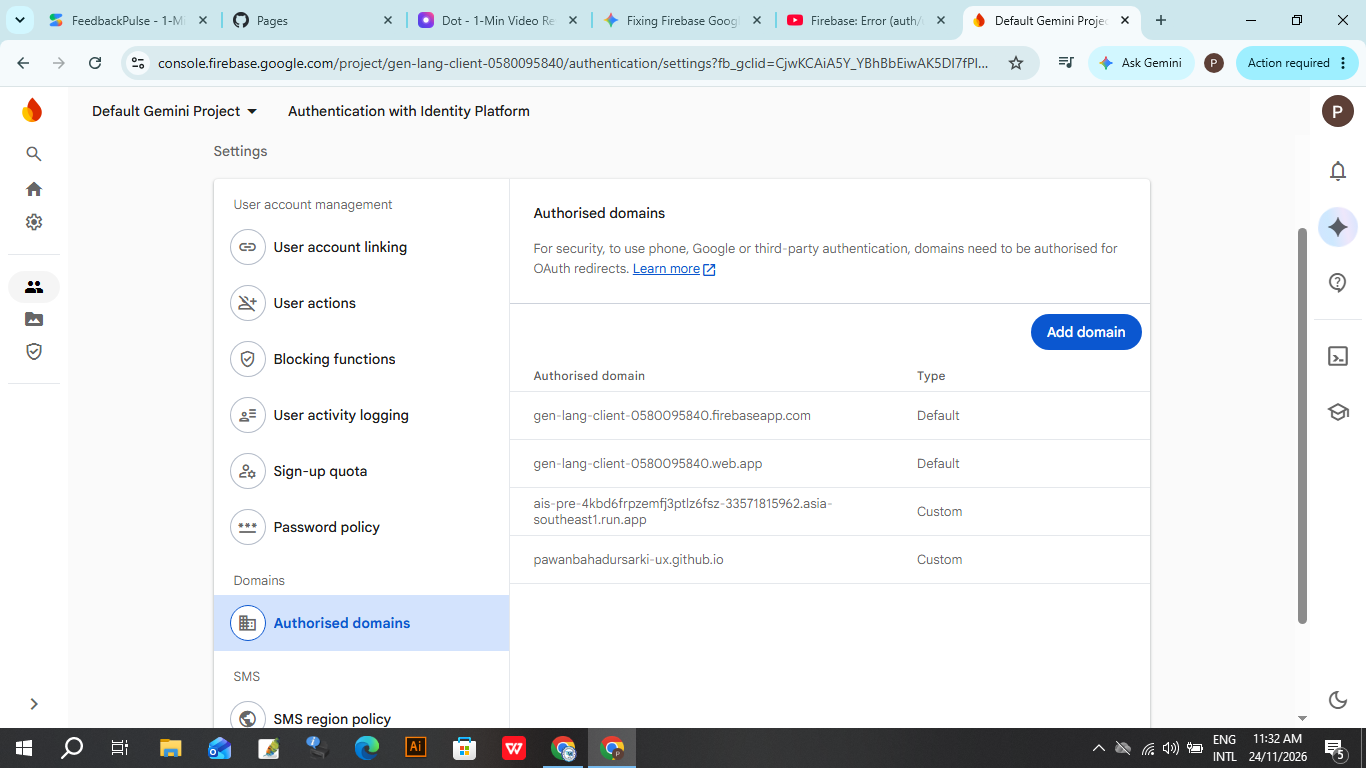 FeedbackPulse - 1-Mi
Pages
Dot - 1-Min Video Re
Fixing Firebase Goog
Firebase: Error (auth/
Default Gemini Projec
console.firebase.google.com/project/gen-lang-client-0580095840/authentication/settings?fb_gclid=CjwKCAiA5Y_YBhBbEiwAK5DI7fPl...
Ask Gemini
P
Action required
Default Gemini Project
Authentication with Identity Platform
P
Settings
User account management
User account linking
User actions
Blocking functions
User activity logging
Sign-up quota
Password policy
Domains
Authorised domains
SMS
SMS region policy
Authorised domains
For security, to use phone, Google or third-party authentication, domains need to be authorised for
OAuth redirects. Learn more
Add domain
Authorised domain Type
gen-lang-client-0580095840.firebaseapp.com Default
gen-lang-client-0580095840.web.app Default
ais-pre-4kbd6frpzemfj3ptlz6fsz-33571815962.asia-
southeast1.run.app Custom
pawanbahadursarki-ux.github.io Custom
Ai
W
P
ENG
INTL
11:32 AM
24/11/2026
5